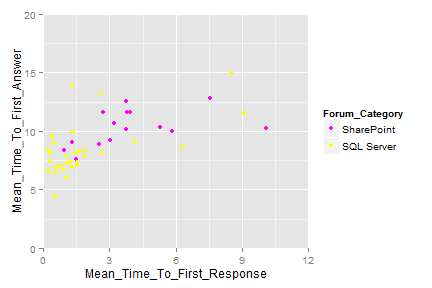 20
15
10
5
0
Mean_Time_To_First_Answer
0 3 6 9 12
Mean_Time_To_First_Response
Forum_Category
SharePoint
SQL Server